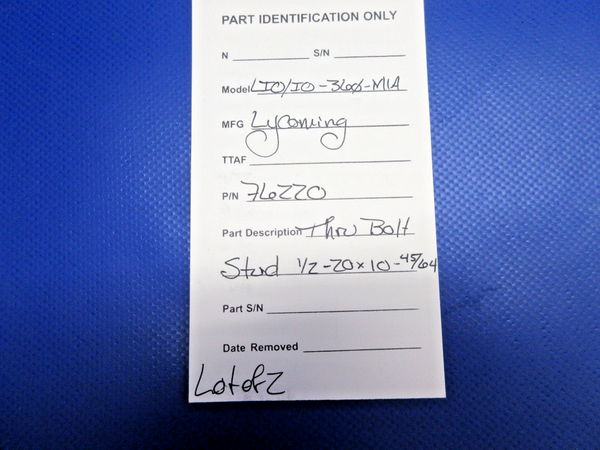 PART IDENTIFICATION ONLY
N S/N
Model LIO/IO-360-M1A
MFG Lycoming
TTAF
P/N 76220
Part Description Thru Bolt
Stud 1/2-20x10-45/64
Part S/N
Date Removed
Lot of 2